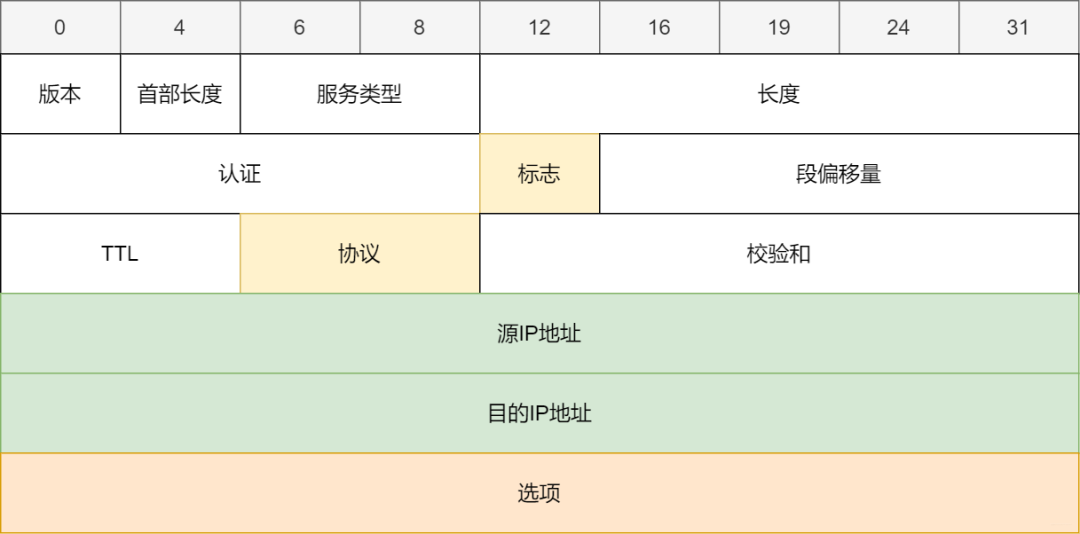 0 4 6 8 12 16 19 24 31
版本 首部长度 服务类型 长度
认证 标志 段偏移量
TTL 协议 校验和
源IP地址
目的IP地址
选项